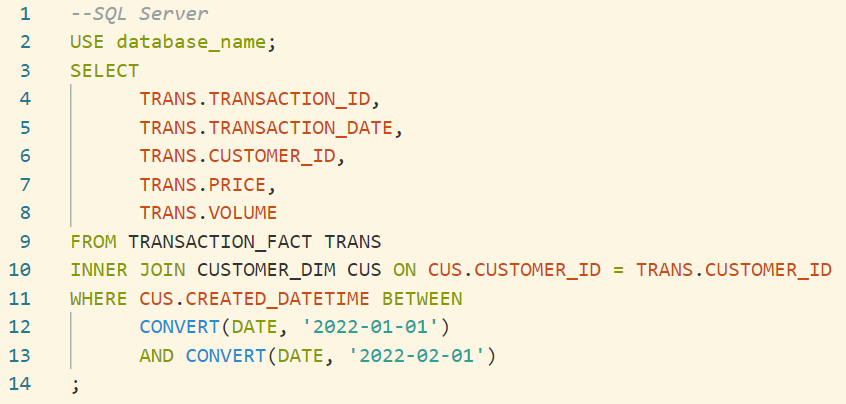 1 --SQL Server
2 USE database_name;
3 SELECT
4 TRANS.TRANSACTION_ID,
5 TRANS.TRANSACTION_DATE,
6 TRANS.CUSTOMER_ID,
7 TRANS.PRICE,
8 TRANS.VOLUME
9 FROM TRANSACTION_FACT TRANS
10 INNER JOIN CUSTOMER_DIM CUS ON CUS.CUSTOMER_ID = TRANS.CUSTOMER_ID
11 WHERE CUS.CREATED_DATETIME BETWEEN
12 CONVERT(DATE, '2022-01-01')
13 AND CONVERT(DATE, '2022-02-01')
14 ;